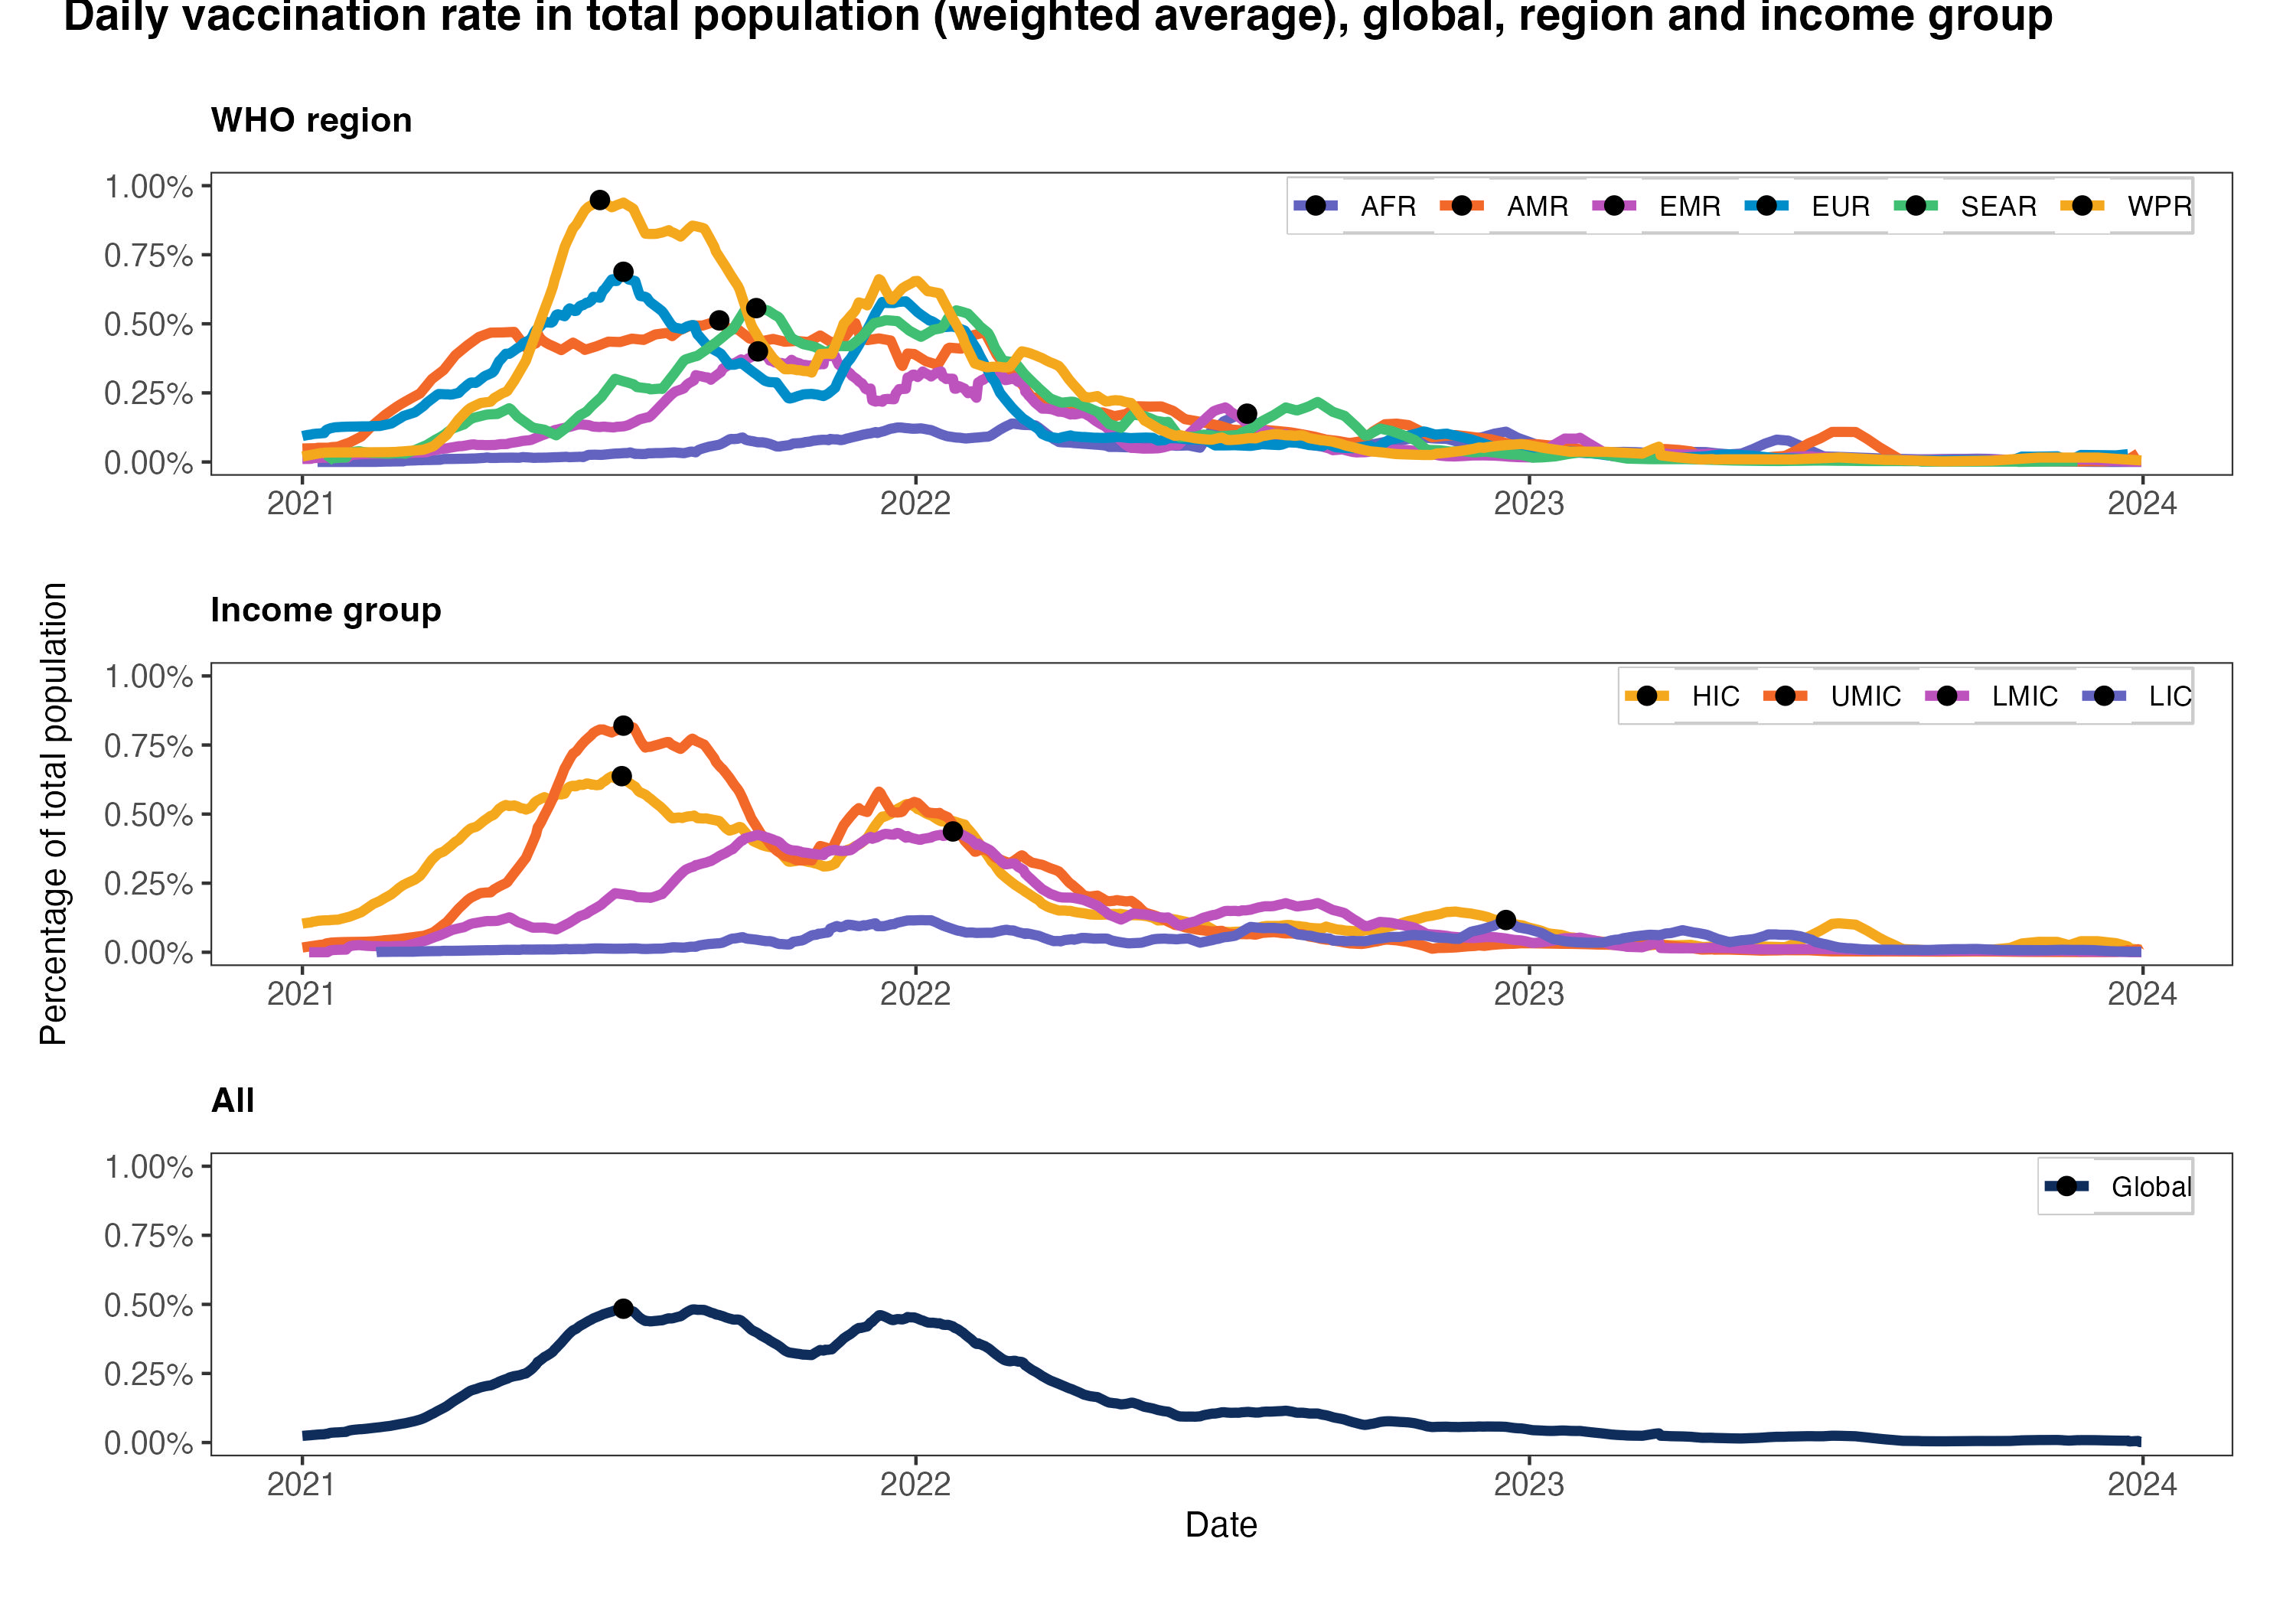 Daily vaccination rate in total population (weighted average), global, region and income group
WHO region
1.00%
0.75%
0.50%
0.25%
0.00%
AFR AMR EMR EUR SEAR WPR
2021 2022 2023 2024
Percentage of total population
Income group
1.00%
0.75%
0.50%
0.25%
0.00%
HIC UMIC LMIC LIC
2021 2022 2023 2024
All
1.00%
0.75%
0.50%
0.25%
0.00%
Global
2021 2022 2023 2024
Date